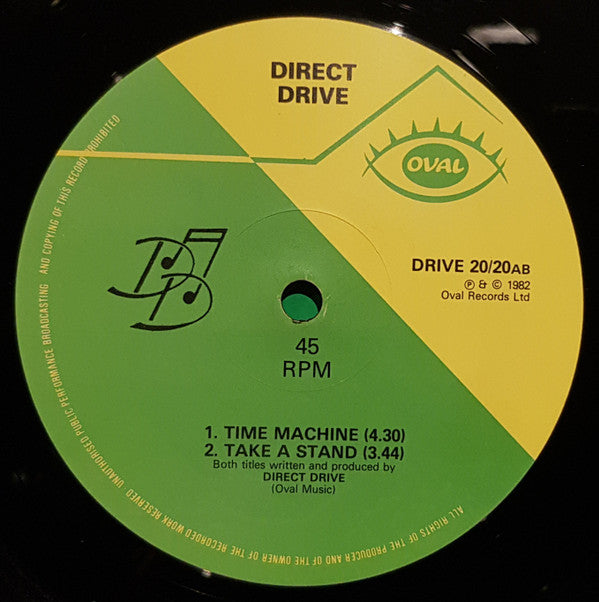 DIRECT
DRIVE
OVAL
DRIVE 20/20AB
Ⓟ & © 1982
Oval Records Ltd
DD
45
RPM
1. TIME MACHINE (4.30)
2. TAKE A STAND (3.44)
Both titles written and produced by
DIRECT DRIVE
(Oval Music)
ALL RIGHTS OF THE PRODUCER AND OF THE OWNER OF THE RECORDED WORK RESERVED UNAUTHORISED PUBLIC PERFORMANCE BROADCASTING AND COPYING OF THIS RECORD PROHIBITED